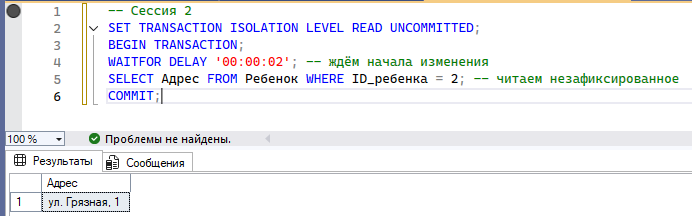 1 -- Сессия 2
2 SET TRANSACTION ISOLATION LEVEL READ UNCOMMITTED;
3 BEGIN TRANSACTION;
4 WAITFOR DELAY '00:00:02'; -- ждём начала изменения
5 SELECT Адрес FROM Ребенок WHERE ID_ребенка = 2; -- читаем незафиксированное
6 COMMIT;
100 % Проблемы не найдены.
Результаты Сообщения
Адрес
1 ул. Грязная, 1